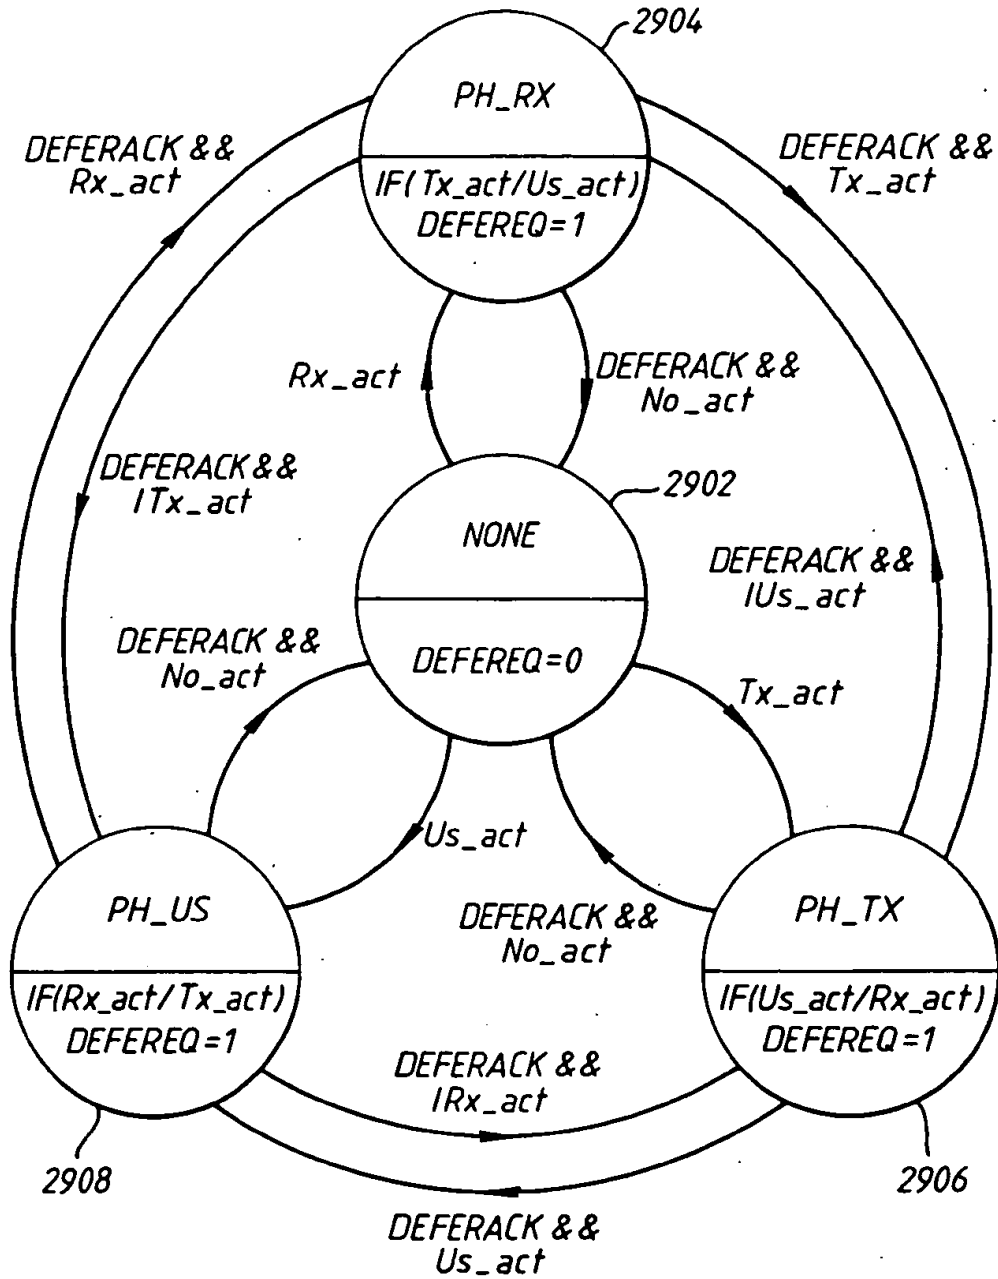 2904
PH_RX
DEFERACK &&
Rx_act
DEFERACK &&
Tx_act
IF(Tx_act/Us_act)
DEFEREQ=1
Rx_act
DEFERACK &&
No_act
DEFERACK &&
!Tx_act
2902
NONE
DEFERACK &&
!Us_act
DEFERACK &&
No_act
DEFEREQ=0
Tx_act
Us_act
PH_US
DEFERACK &&
No_act
PH_TX
IF(Rx_act/Tx_act)
DEFEREQ=1
IF(Us_act/Rx_act)
DEFEREQ=1
DEFERACK &&
!Rx_act
2908
2906
DEFERACK &&
Us_act